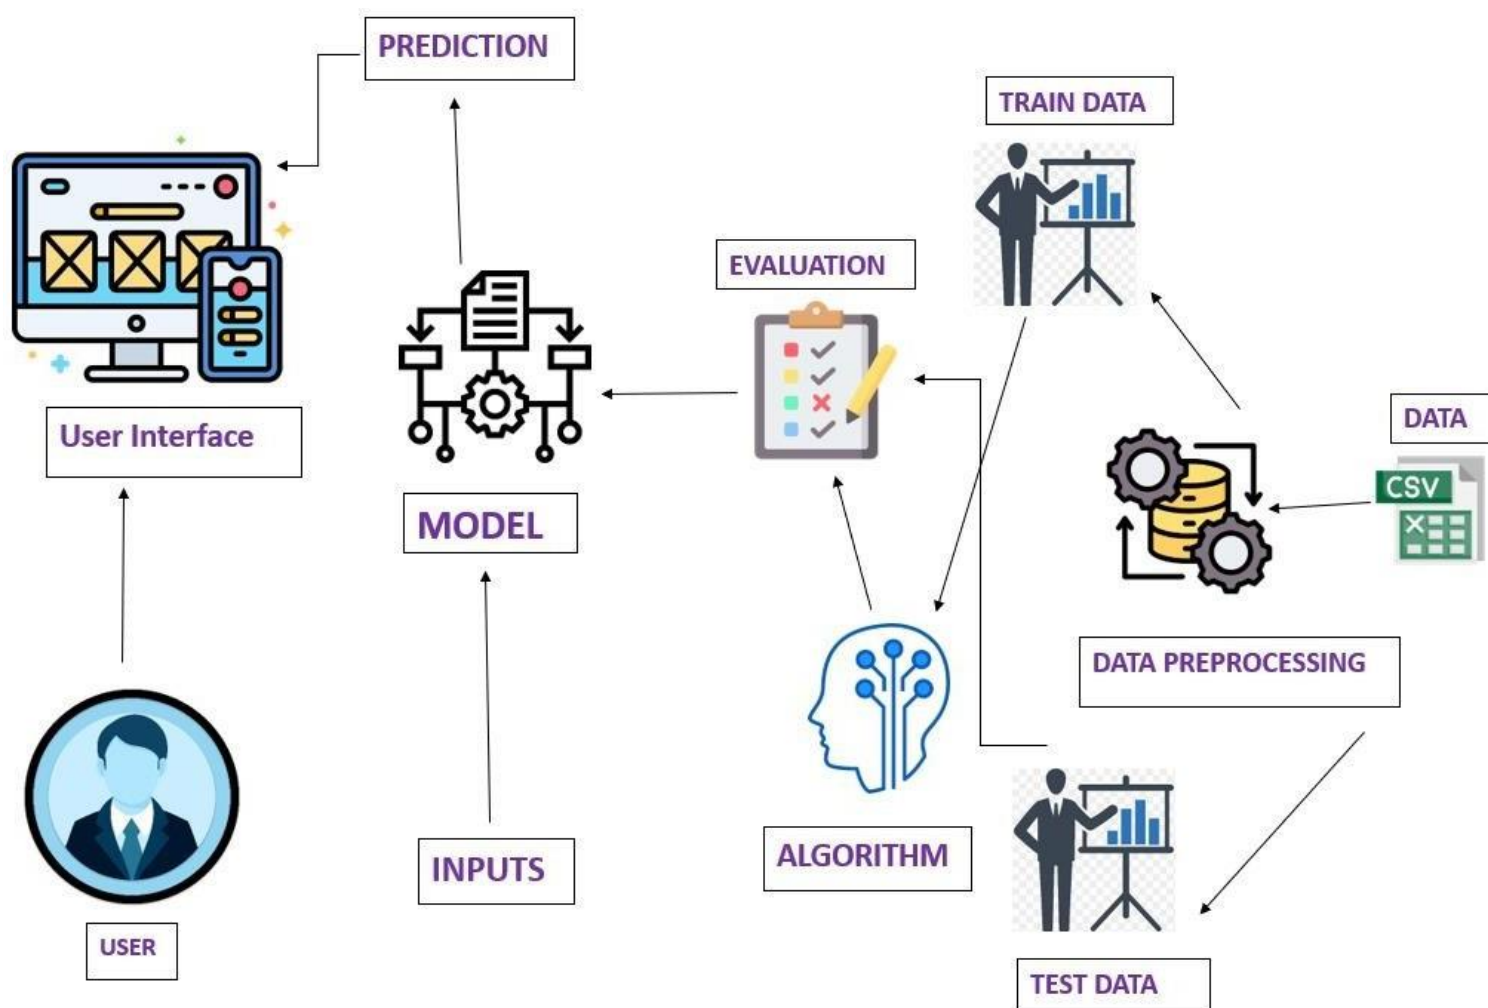 PREDICTION
TRAIN DATA
EVALUATION
DATA
CSV
User Interface
MODEL
DATA PREPROCESSING
ALGORITHM
INPUTS
USER
TEST DATA